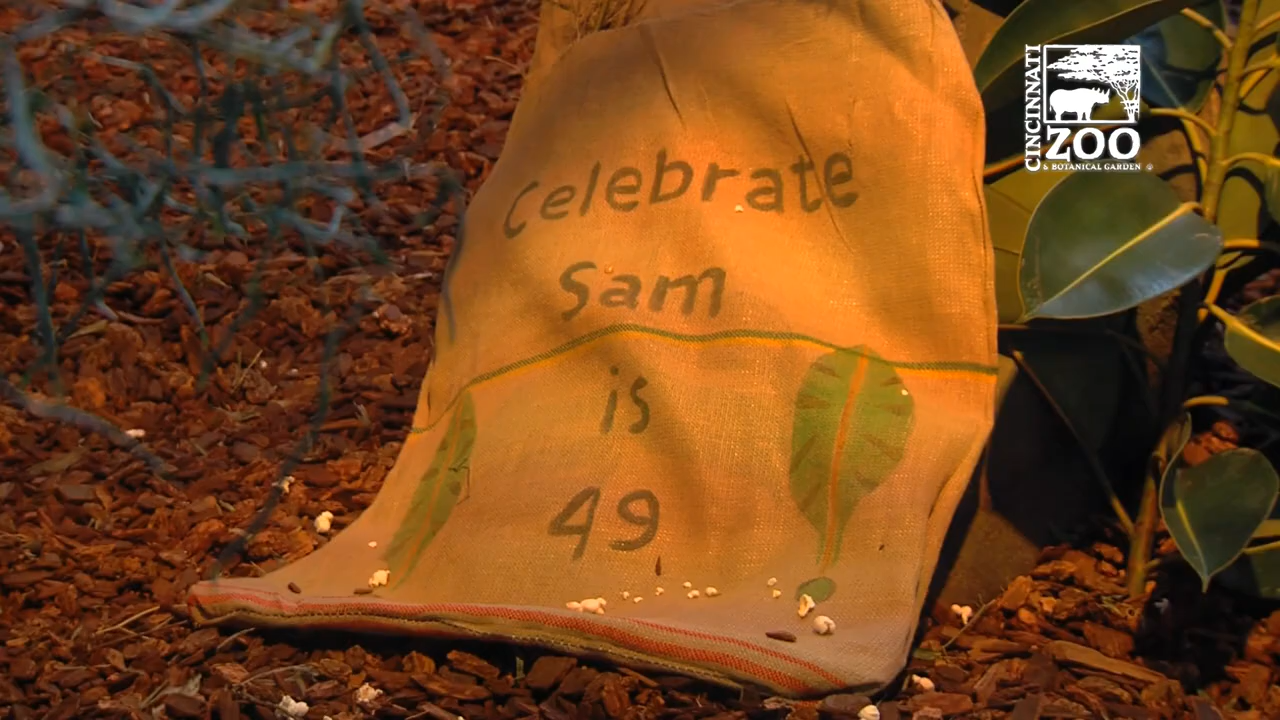 Celebrate
Sam
is
49
CINCINNATI
ZOO
& BOTANICAL GARDEN